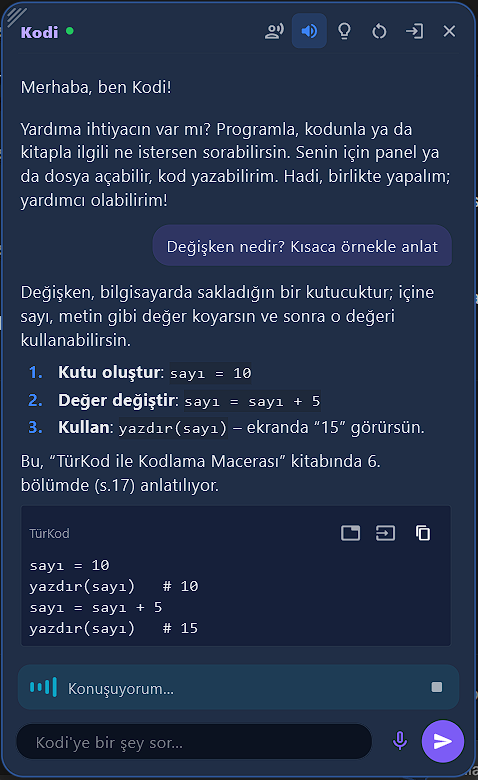 Kodi
Merhaba, ben Kodi!
Yardıma ihtiyacın var mı? Programla, kodunla ya da
kitapla ilgili ne istersen sorabilirsin. Senin için panel ya
da dosya açabilir, kod yazabilirim. Hadi, birlikte yapalım;
yardımcı olabilirim!
Değişken nedir? Kısaca örnekle anlat
Değişken, bilgisayarda sakladığın bir kutucuktur; içine
sayı, metin gibi değer koyarsın ve sonra o değeri
kullanabilirsin.
1. Kutu oluştur: sayı = 10
2. Değer değiştir: sayı = sayı + 5
3. Kullan: yazdır(sayı) – ekranda “15” görürsün.
Bu, “TürKod ile Kodlama Macerası” kitabında 6.
bölümde (s.17) anlatılıyor.
TürKod
sayı = 10
yazdır(sayı)   # 10
sayı = sayı + 5
yazdır(sayı)   # 15
Konuşuyorum...
Kodi'ye bir şey sor...